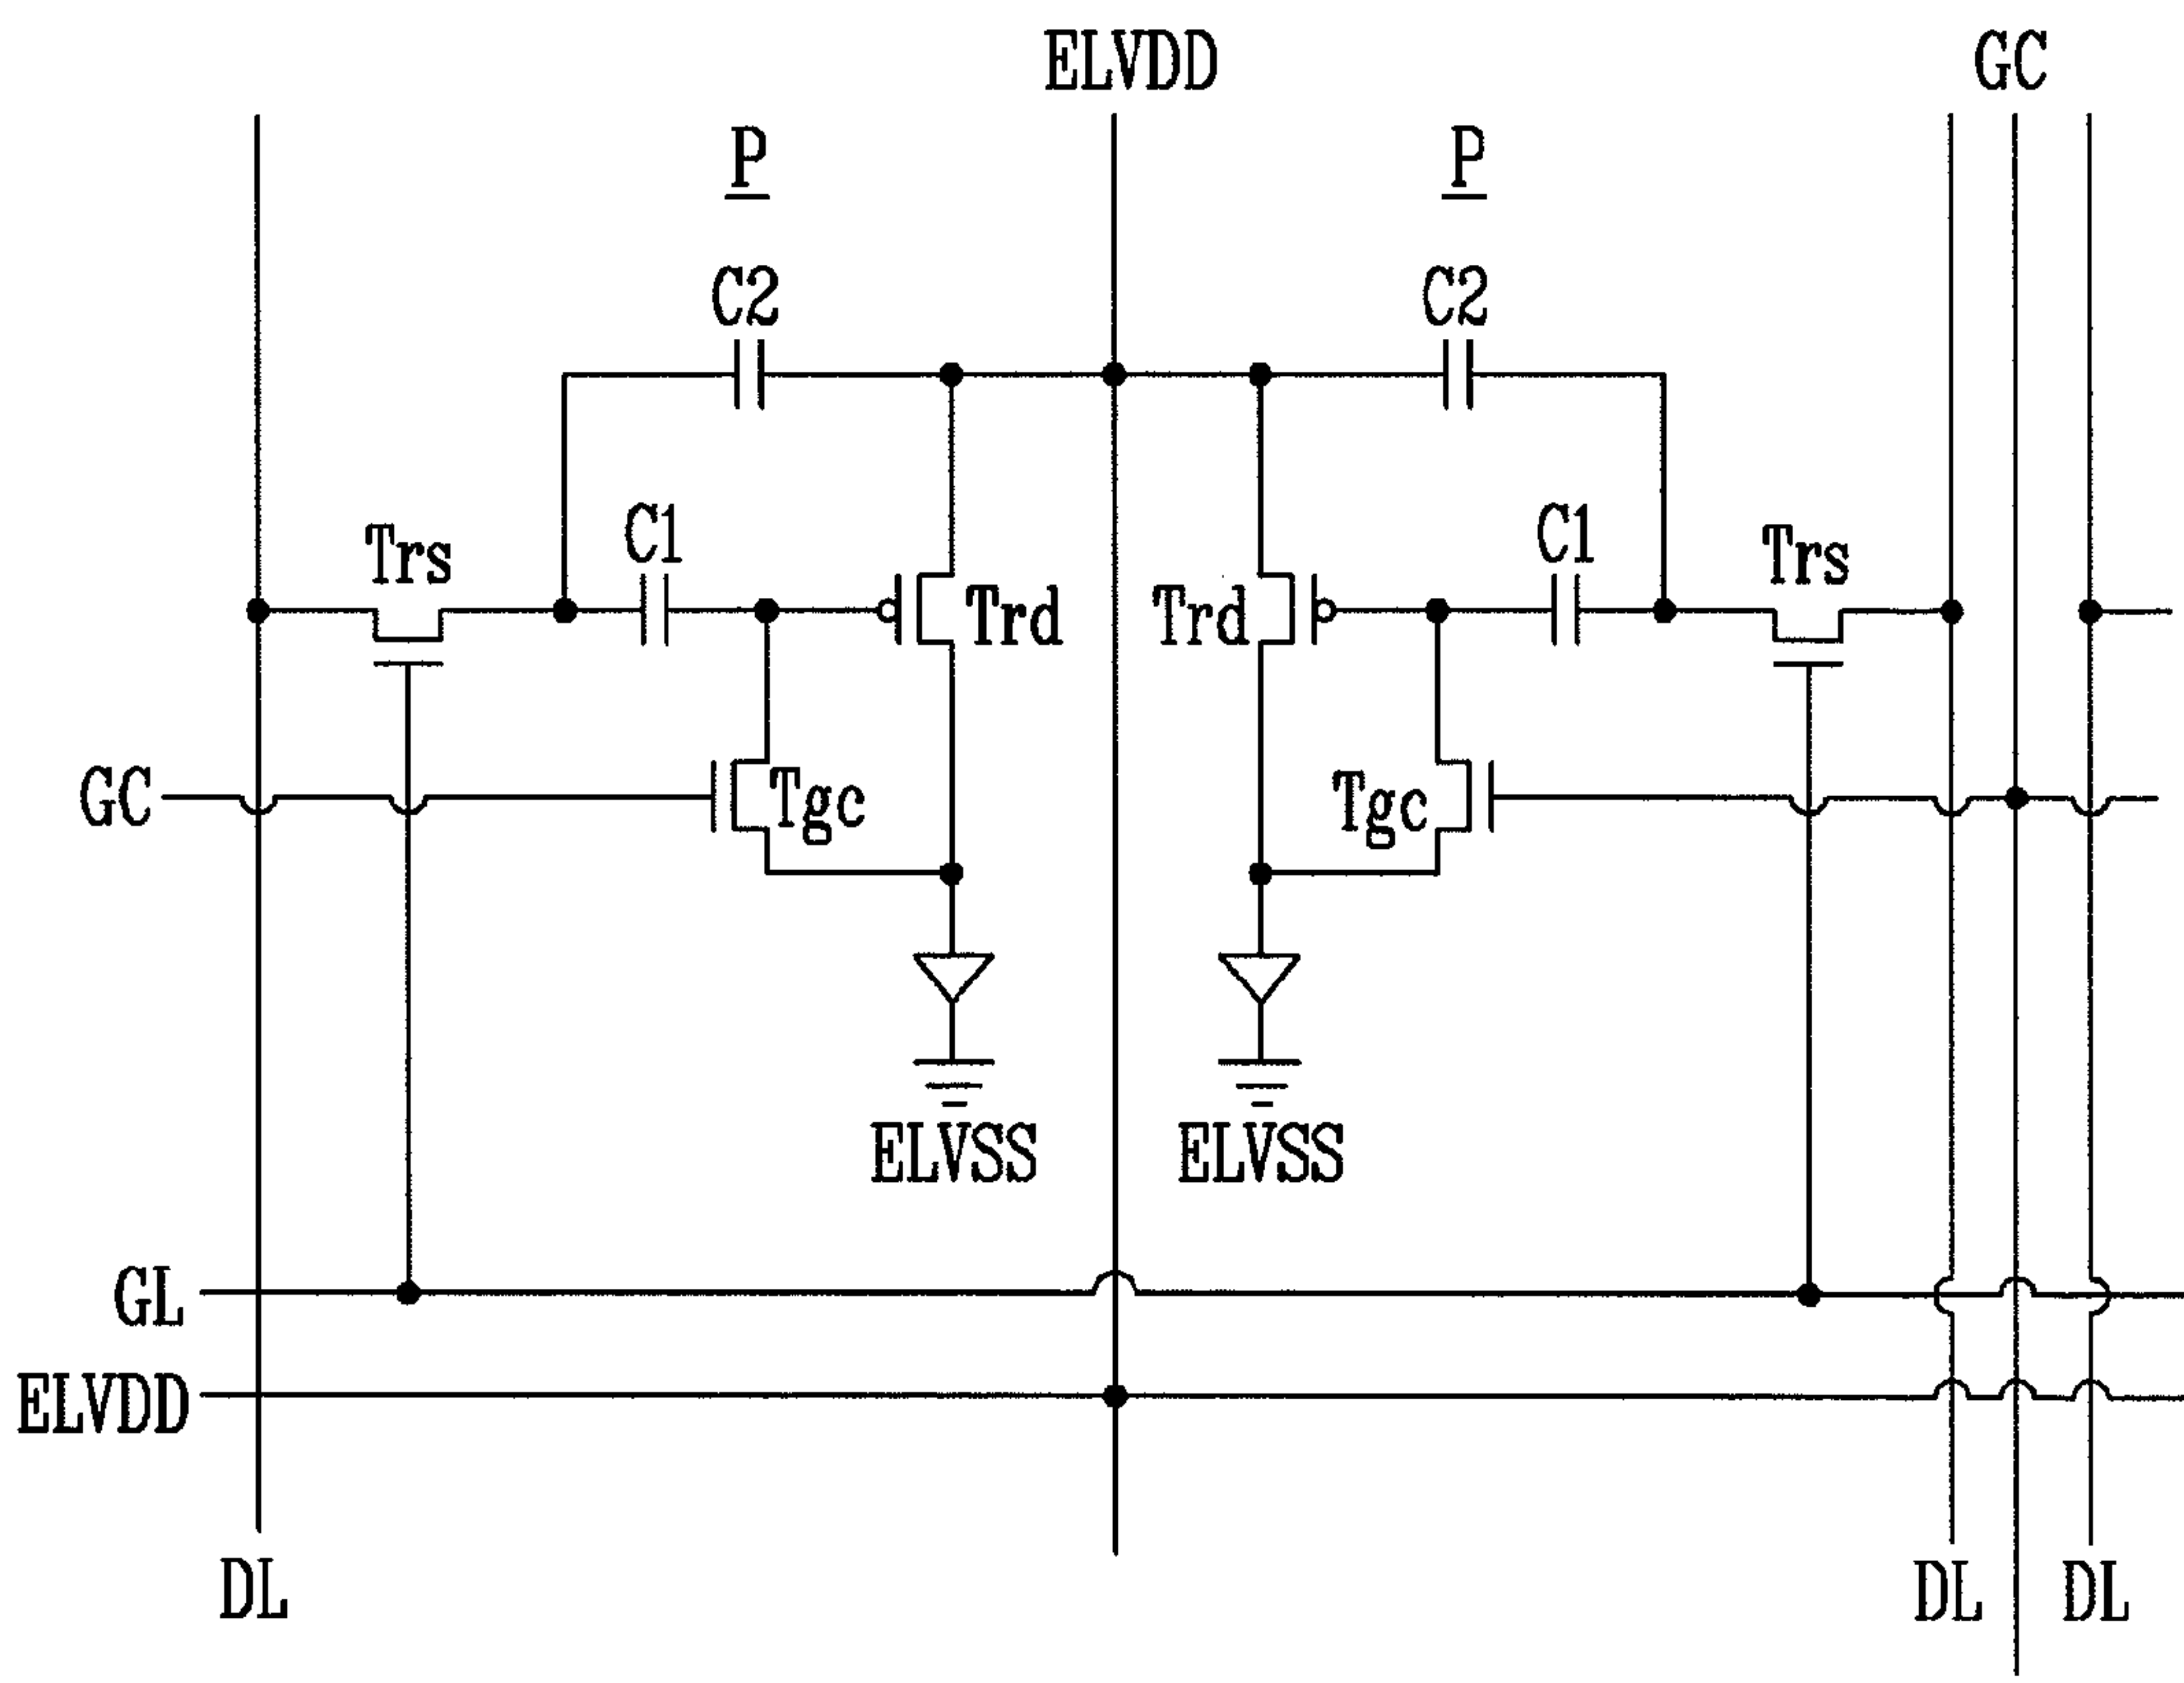 ELVDD
GC
P
P
C2
C2
Trs
C1
Trd
Trd
C1
Trs
GC
Tgc
Tgc
ELVSS
ELVSS
GL
ELVDD
DL
DL
DL